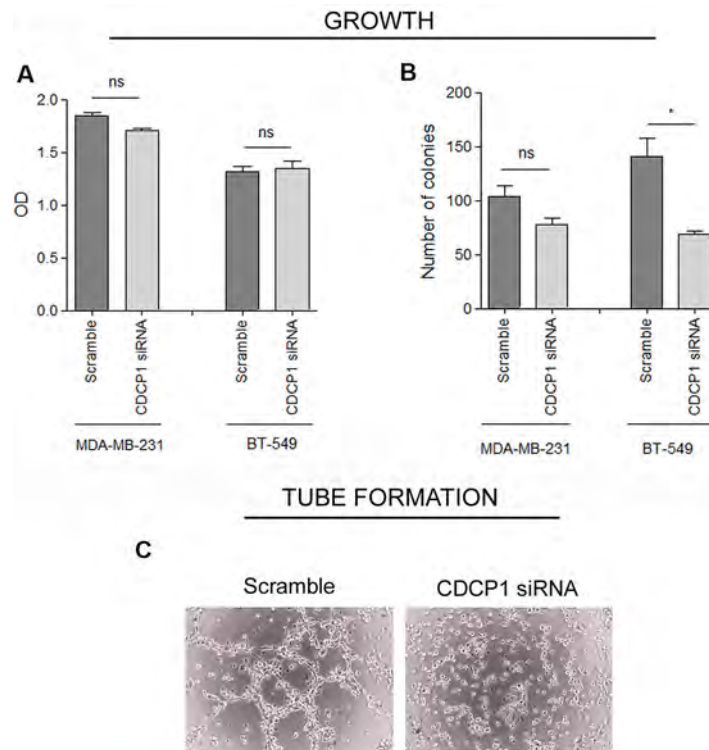 GROWTH
A
ns
ns
2.0
1.5
1.0
0.5
0.0
OD
Scramble
CDCP1 siRNA
Scramble
CDCP1 siRNA
MDA-MB-231
BT-549
B
ns
*
200
150
100
50
0
Number of colonies
Scramble
CDCP1 siRNA
Scramble
CDCP1 siRNA
MDA-MB-231
BT-549
TUBE FORMATION
C
Scramble
CDCP1 siRNA